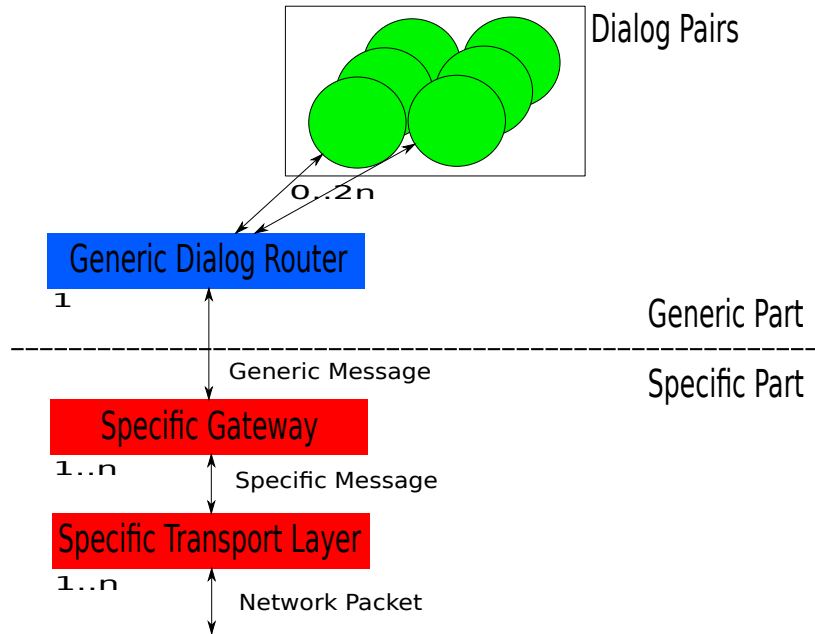 Dialog Pairs
0..2n
Generic Dialog Router
1
Generic Part
Generic Message
Specific Part
Specific Gateway
1..n
Specific Message
Specific Transport Layer
1..n
Network Packet